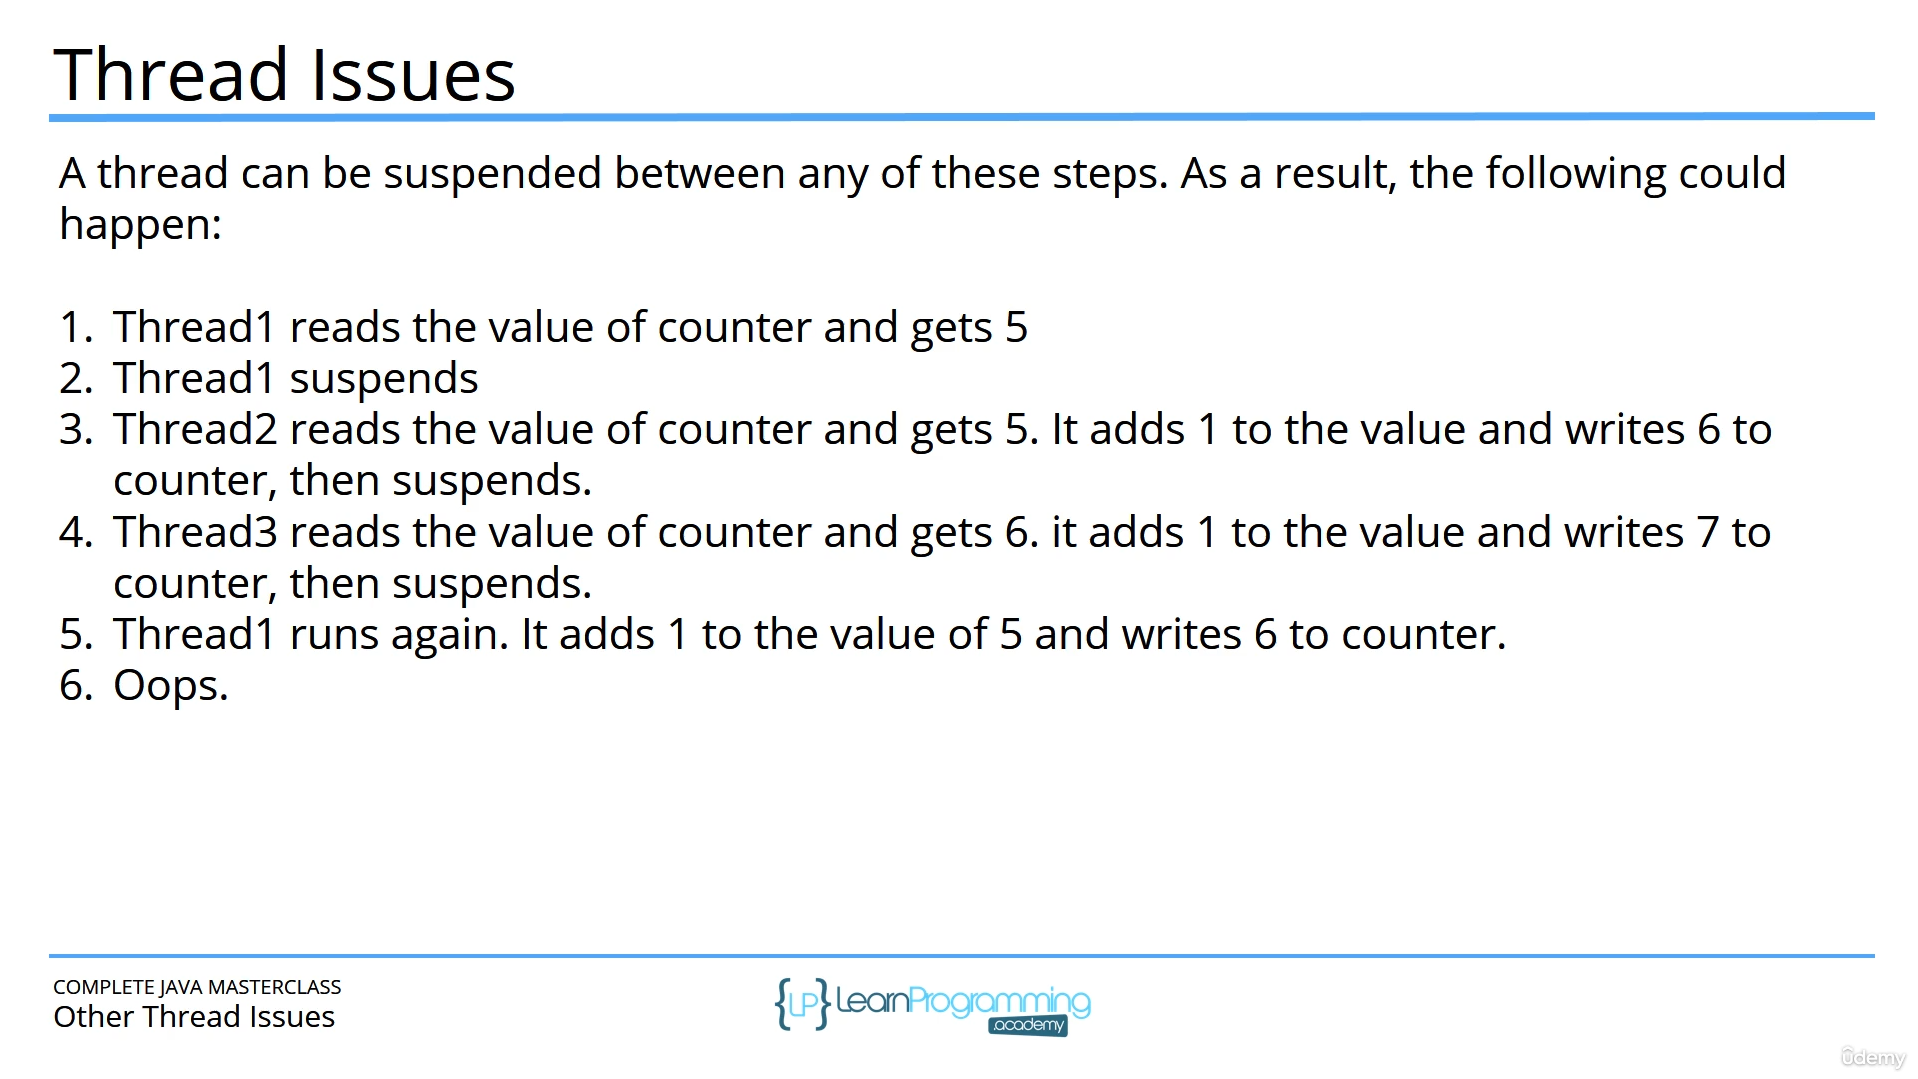 Thread Issues
A thread can be suspended between any of these steps. As a result, the following could
happen:
1. Thread1 reads the value of counter and gets 5
2. Thread1 suspends
3. Thread2 reads the value of counter and gets 5. It adds 1 to the value and writes 6 to
counter, then suspends.
4. Thread3 reads the value of counter and gets 6. it adds 1 to the value and writes 7 to
counter, then suspends.
5. Thread1 runs again. It adds 1 to the value of 5 and writes 6 to counter.
6. Oops.
COMPLETE JAVA MASTERCLASS
Other Thread Issues
{LP} LearnProgramming
academy
ûdemy